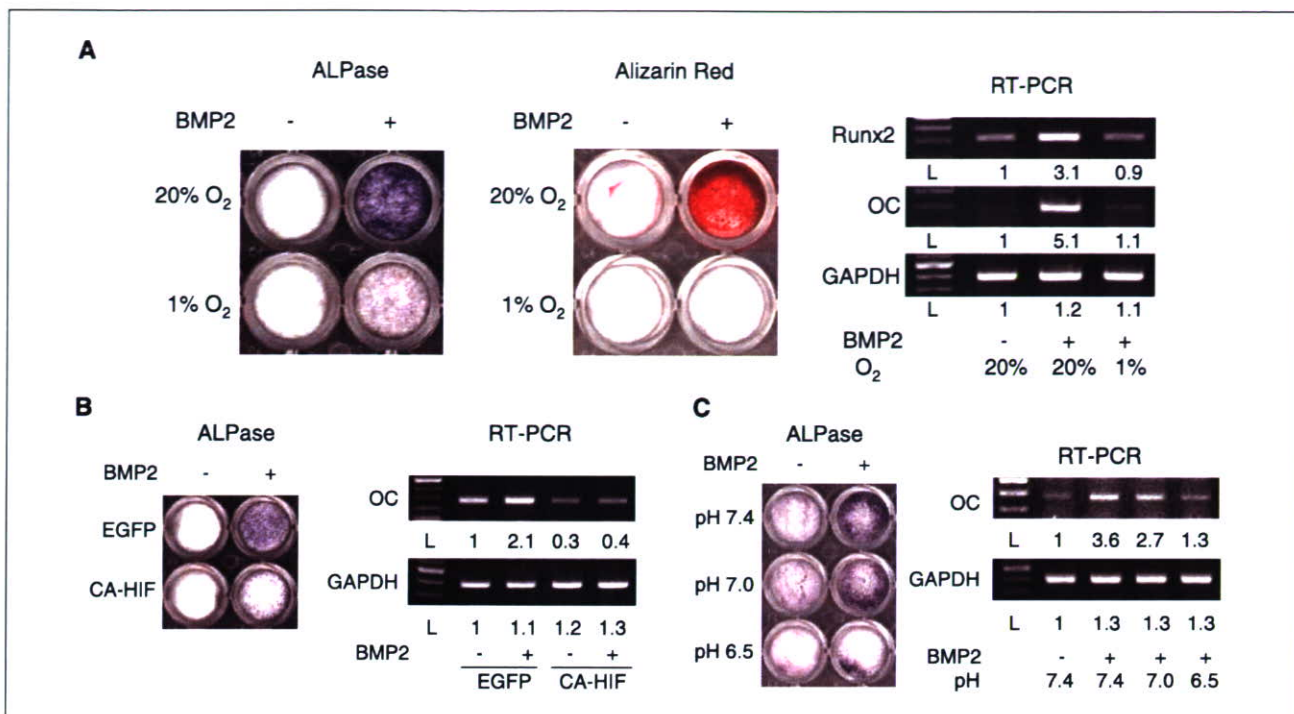 A
ALPase
BMP2 - +
20% O₂
1% O₂
Alizarin Red
BMP2 - +
20% O₂
1% O₂
RT-PCR
Runx2
L 1 3.1 0.9
OC
L 1 5.1 1.1
GAPDH
L 1 1.2 1.1
BMP2 - + +
O₂ 20% 20% 1%
B
ALPase
BMP2 - +
EGFP
CA-HIF
RT-PCR
OC
L 1 2.1 0.3 0.4
GAPDH
L 1 1.1 1.2 1.3
BMP2 - + - +
EGFP CA-HIF
C
ALPase
BMP2 - +
pH 7.4
pH 7.0
pH 6.5
RT-PCR
OC
L 1 3.6 2.7 1.3
GAPDH
L 1 1.3 1.3 1.3
BMP2 - + + +
pH 7.4 7.4 7.0 6.5